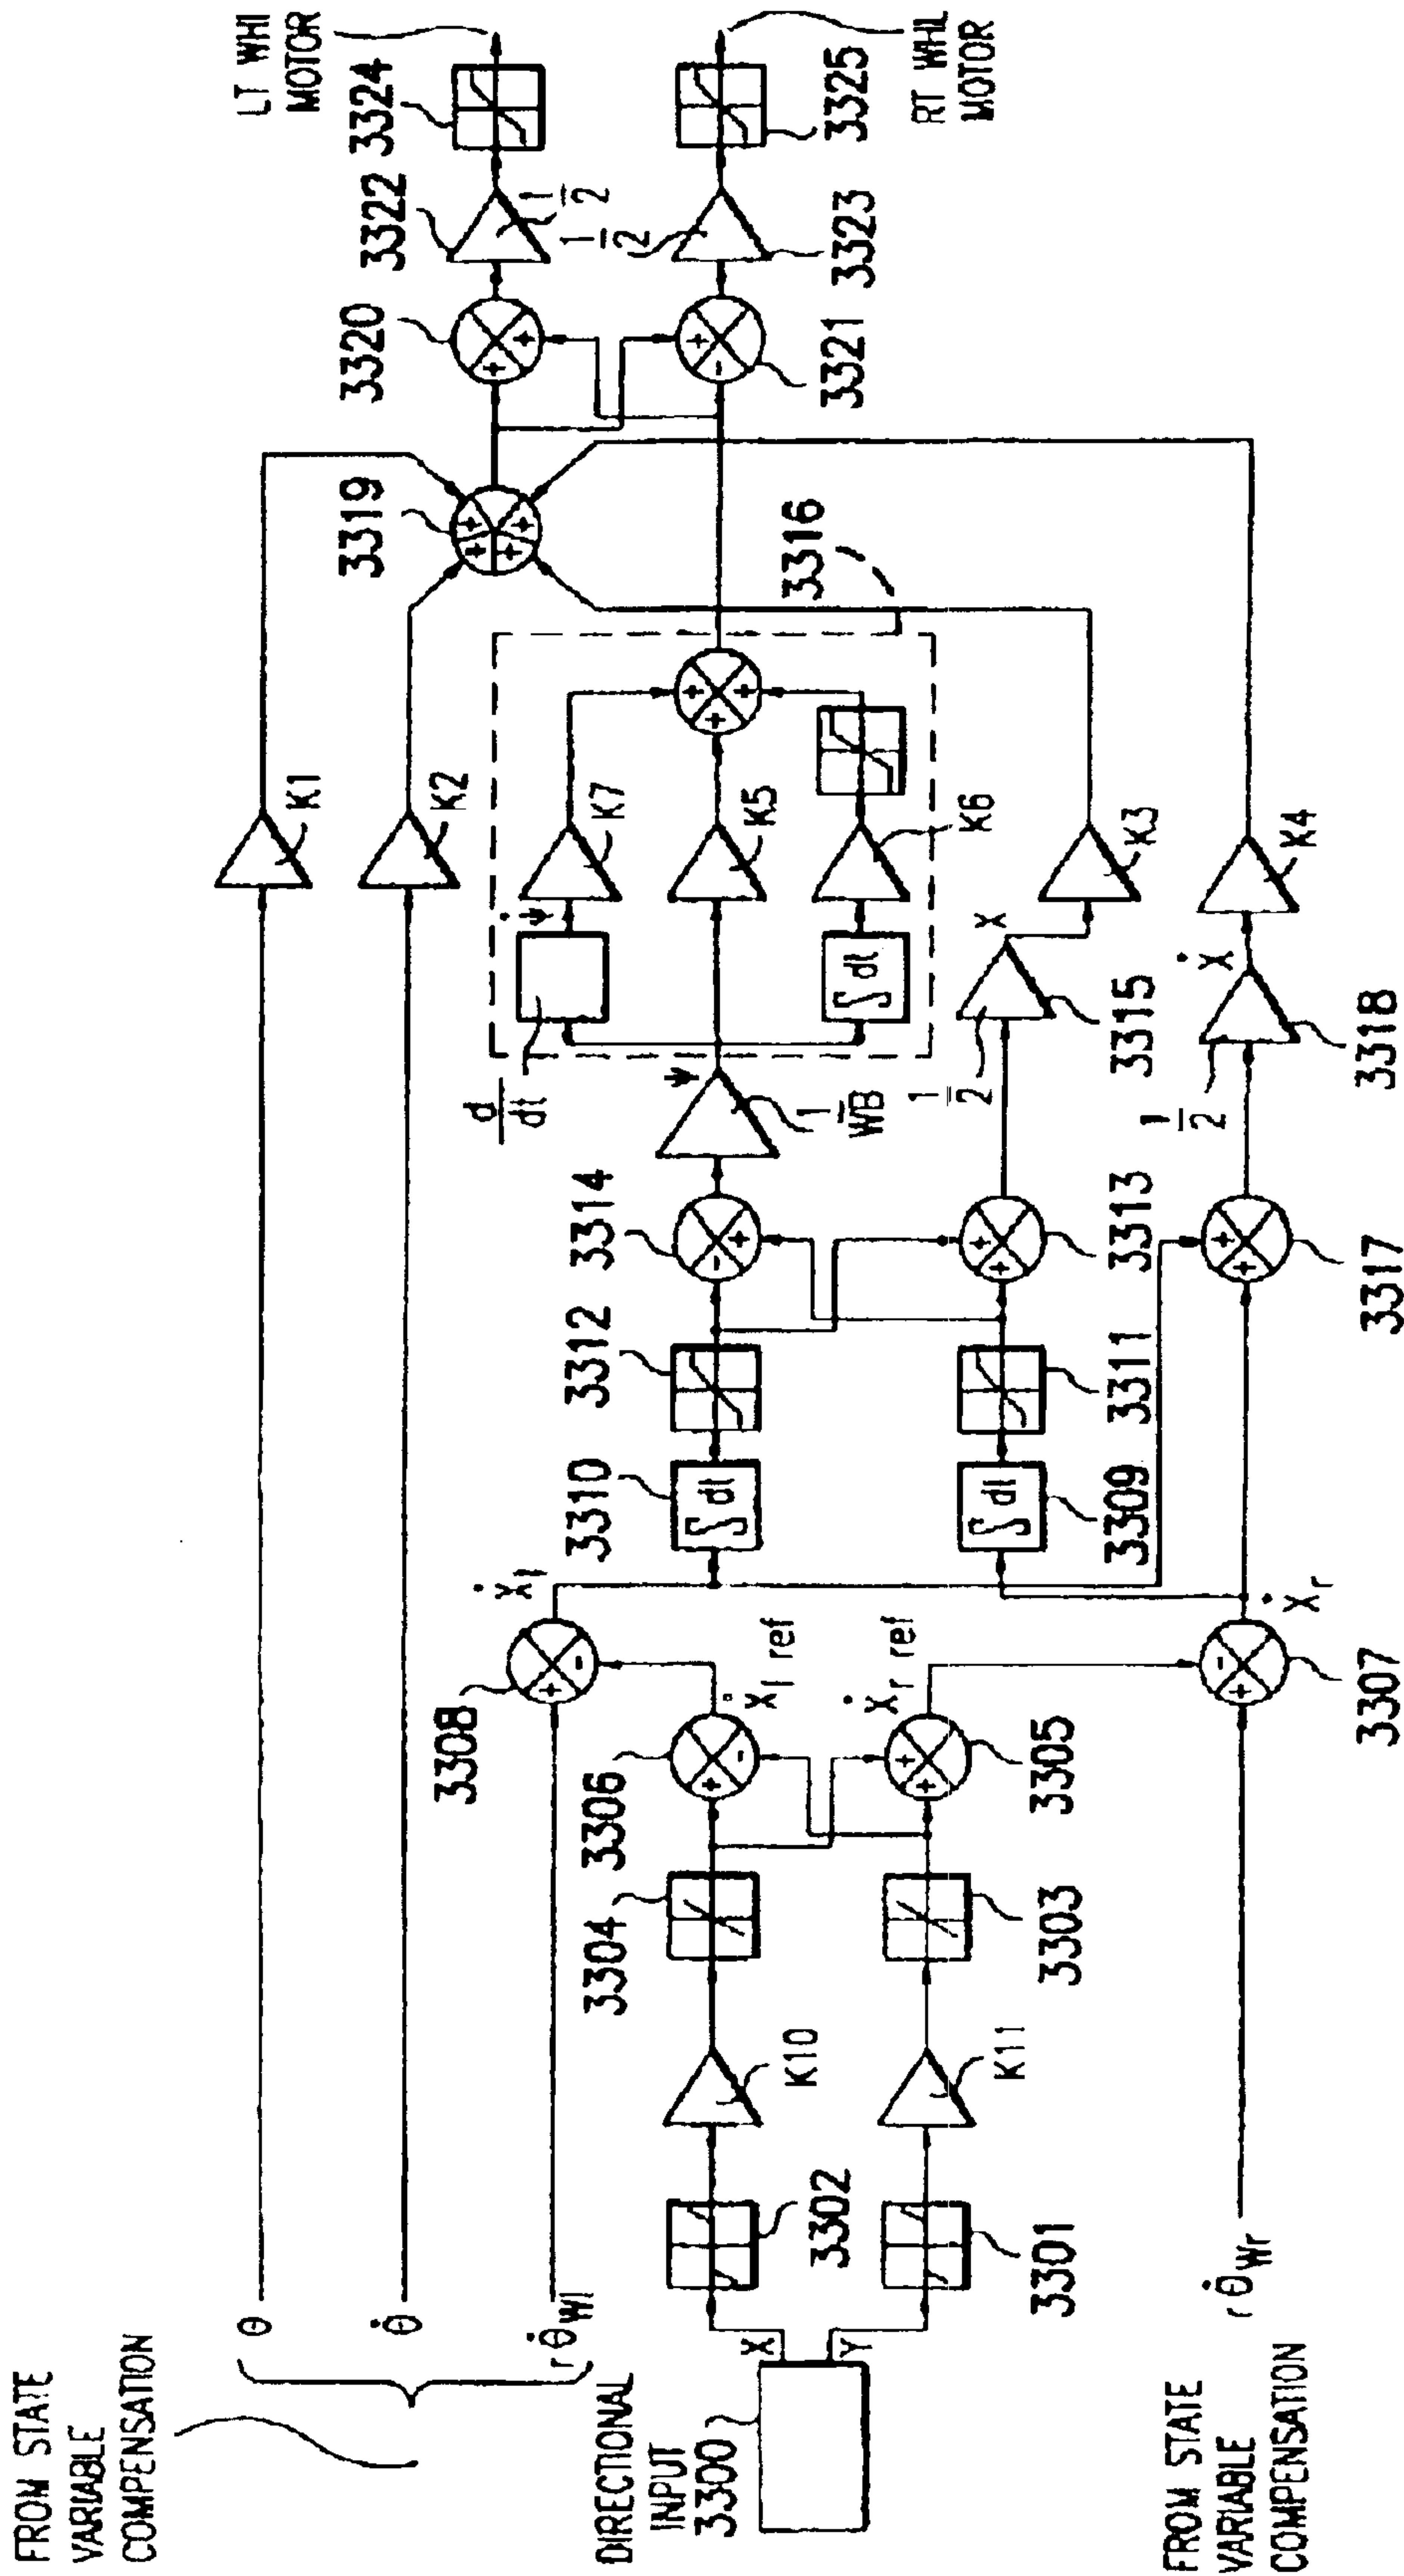 FROM STATE
VARIABLE
COMPENSATION
θ
θ̇
rθ̇Wl
DIRECTIONAL
INPUT
3300
X
Y
FROM STATE
VARIABLE
COMPENSATION
rθ̇Wr
3302
3301
K10
K11
3304
3303
3306
3305
Ẋl ref
Ẋr ref
3308
3307
Ẋl
Ẋr
3310
∫ dt
3309
∫ dt
3312
3311
3314
3313
3317
1/WB
ψ
1/2
3315
X
1/2
3318
Ẋ
d/dt
ψ̇
∫ dt
K1
K2
K7
K5
K6
K3
K4
3316
3319
3320
3321
3322
1/2
1/2
3323
3324
3325
LT WHl
MOTOR
RT WHL
MOTOR
+
-